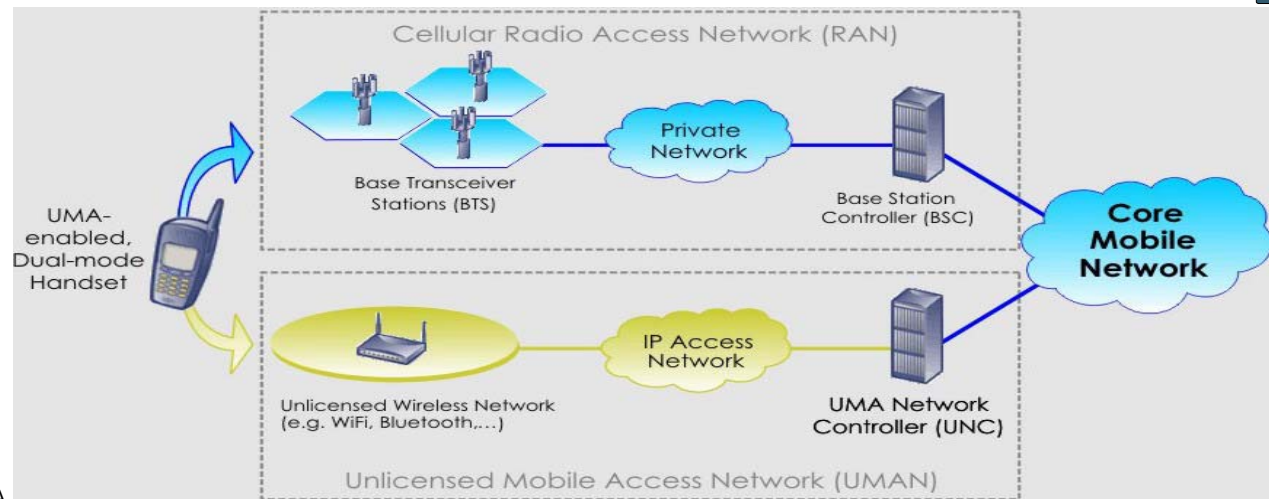 Cellular Radio Access Network (RAN)
Private
Network
Base Transceiver
Stations (BTS)
Base Station
Controller (BSC)
UMA-
enabled,
Dual-mode
Handset
Core
Mobile
Network
IP Access
Network
Unlicensed Wireless Network
(e.g. WiFi, Bluetooth,...)
UMA Network
Controller (UNC)
Unlicensed Mobile Access Network (UMAN)
\